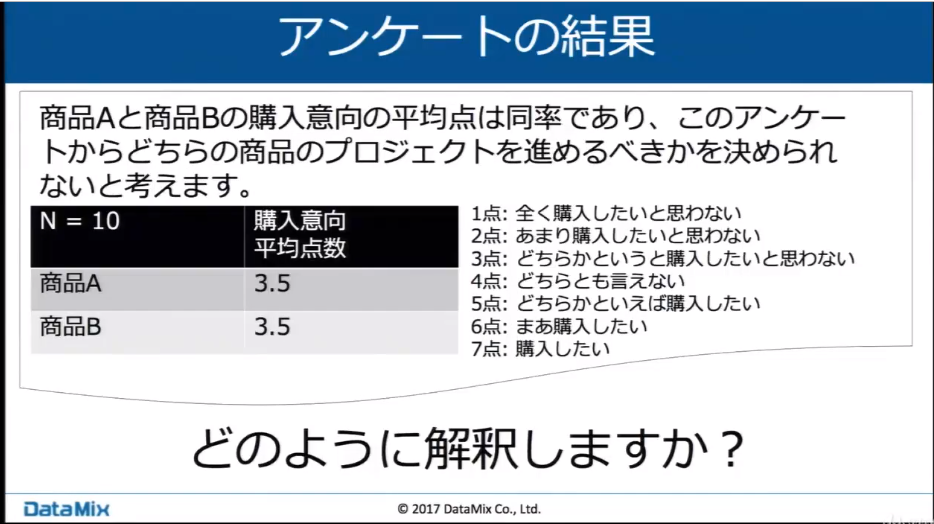 アンケートの結果
商品Aと商品Bの購入意向の平均点は同率であり、このアンケー
トからどちらの商品のプロジェクトを進めるべきかを決められ
ないと考えます。
N = 10 購入意向
平均点数
商品A 3.5
商品B 3.5
1点: 全く購入したいと思わない
2点: あまり購入したいと思わない
3点: どちらかというと購入したいと思わない
4点: どちらとも言えない
5点: どちらかといえば購入したい
6点: まあ購入したい
7点: 購入したい
どのように解釈しますか？
DataMix
© 2017 DataMix Co., Ltd.